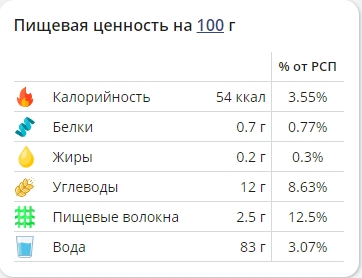 Пищевая ценность на 100 г
% от РСП
Калорийность 54 ккал 3.55%
Белки 0.7 г 0.77%
Жиры 0.2 г 0.3%
Углеводы 12 г 8.63%
Пищевые волокна 2.5 г 12.5%
Вода 83 г 3.07%